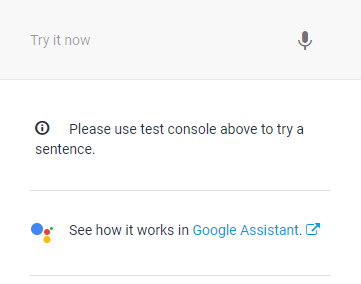 Try it now
Please use test console above to try a
sentence.
See how it works in Google Assistant.